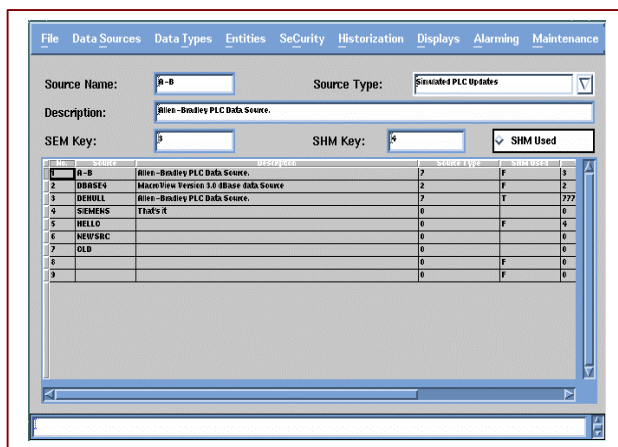 File Data Sources Data Types Entities SeCurity Historization Displays Alarming Maintenance
Source Name: A-B Source Type: Simulated PLC Updates
Description: Allen-Bradley PLC Data Source.
SEM Key: 3 SHM Key: 4 SHM Used
No. Source Description Source Type SHM Used
1 A-B Allen-Bradley PLC Data Source. 7 F 3
2 DBASE4 MacroView Version 3.0 dBase data Source 2 F 2
3 DEHULL Allen-Bradley PLC Data Source. 7 T 777
4 SIEMENS That's it 0 0
5 HELLO 0 F 4
6 NEWSRC 0 0
7 OLD 0 0
8 0 F 0
9 0 F 0